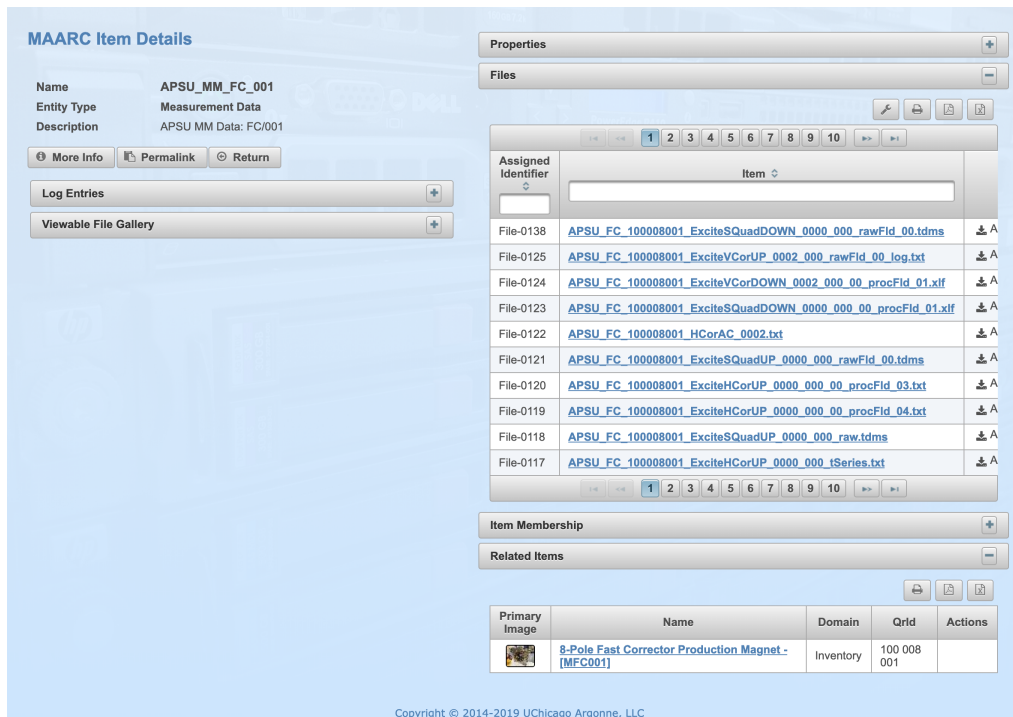 MAARC Item Details
Name APSU_MM_FC_001
Entity Type Measurement Data
Description APSU MM Data: FC/001
More Info Permalink Return
Log Entries
Viewable File Gallery
Properties
Files
1 2 3 4 5 6 7 8 9 10
Assigned
Identifier
Item
File-0138 APSU_FC_100008001_ExciteSQuadDOWN_0000_000_rawFld_00.tdms A
File-0125 APSU_FC_100008001_ExciteVCorUP_0002_000_rawFld_00_log.txt A
File-0124 APSU_FC_100008001_ExciteVCorDOWN_0002_000_00_procFld_01.xlf A
File-0123 APSU_FC_100008001_ExciteSQuadDOWN_0000_000_00_procFld_01.xlf A
File-0122 APSU_FC_100008001_HCorAC_0002.txt A
File-0121 APSU_FC_100008001_ExciteSQuadUP_0000_000_rawFld_00.tdms A
File-0120 APSU_FC_100008001_ExciteHCorUP_0000_000_00_procFld_03.txt A
File-0119 APSU_FC_100008001_ExciteHCorUP_0000_000_00_procFld_04.txt A
File-0118 APSU_FC_100008001_ExciteSQuadUP_0000_000_raw.tdms A
File-0117 APSU_FC_100008001_ExciteHCorUP_0000_000_tSeries.txt A
1 2 3 4 5 6 7 8 9 10
Item Membership
Related Items
Primary
Image
Name Domain QrId Actions
8-Pole Fast Corrector Production Magnet -
[MFC001]
Inventory
100 008
001
Copyright © 2014-2019 UChicago Argonne, LLC